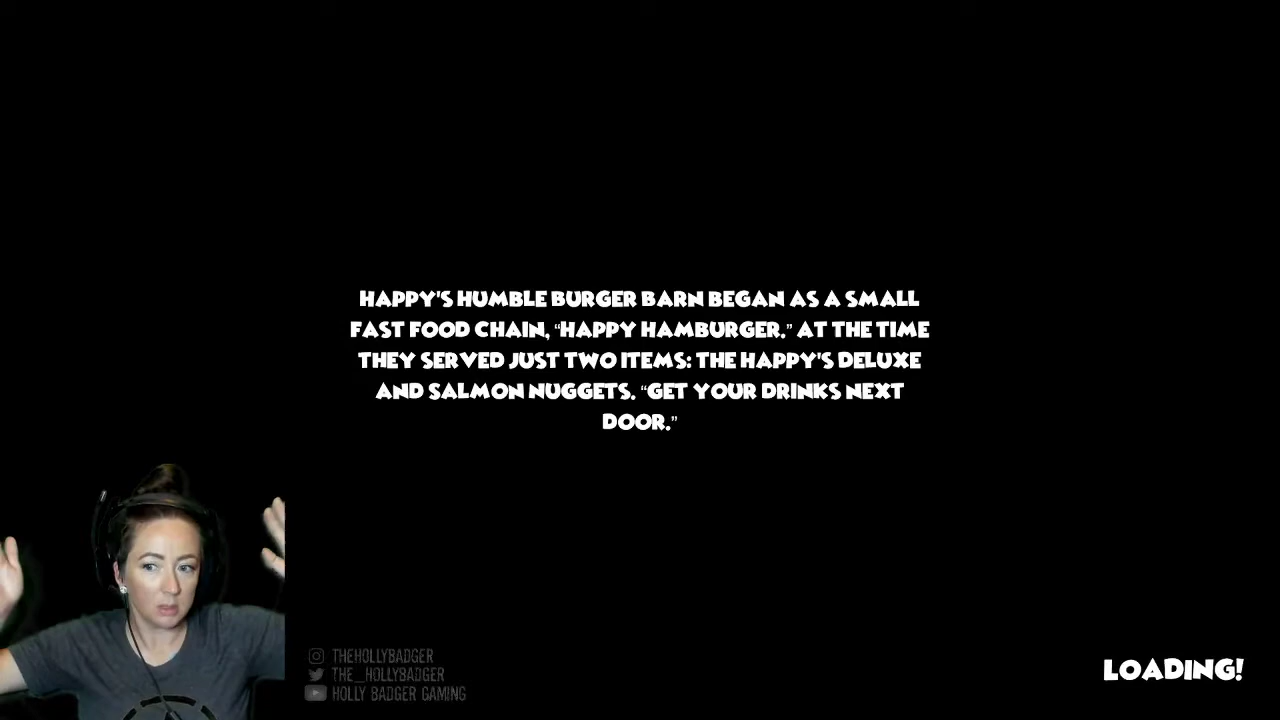 HAPPY'S HUMBLE BURGER BARN BEGAN AS A SMALL
FAST FOOD CHAIN, "HAPPY HAMBURGER." AT THE TIME
THEY SERVED JUST TWO ITEMS: THE HAPPY'S DELUXE
AND SALMON NUGGETS. "GET YOUR DRINKS NEXT
DOOR."
THEHOLLYBADGER
THE_HOLLYBADGER
HOLLY BADGER GAMING
LOADING!